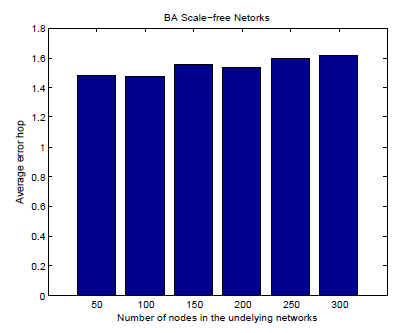 BA Scale-free Netorks
1.8
1.6
1.4
1.2
1
0.8
0.6
0.4
0.2
0
Average error hop
50 100 150 200 250 300
Number of nodes in the undelying networks